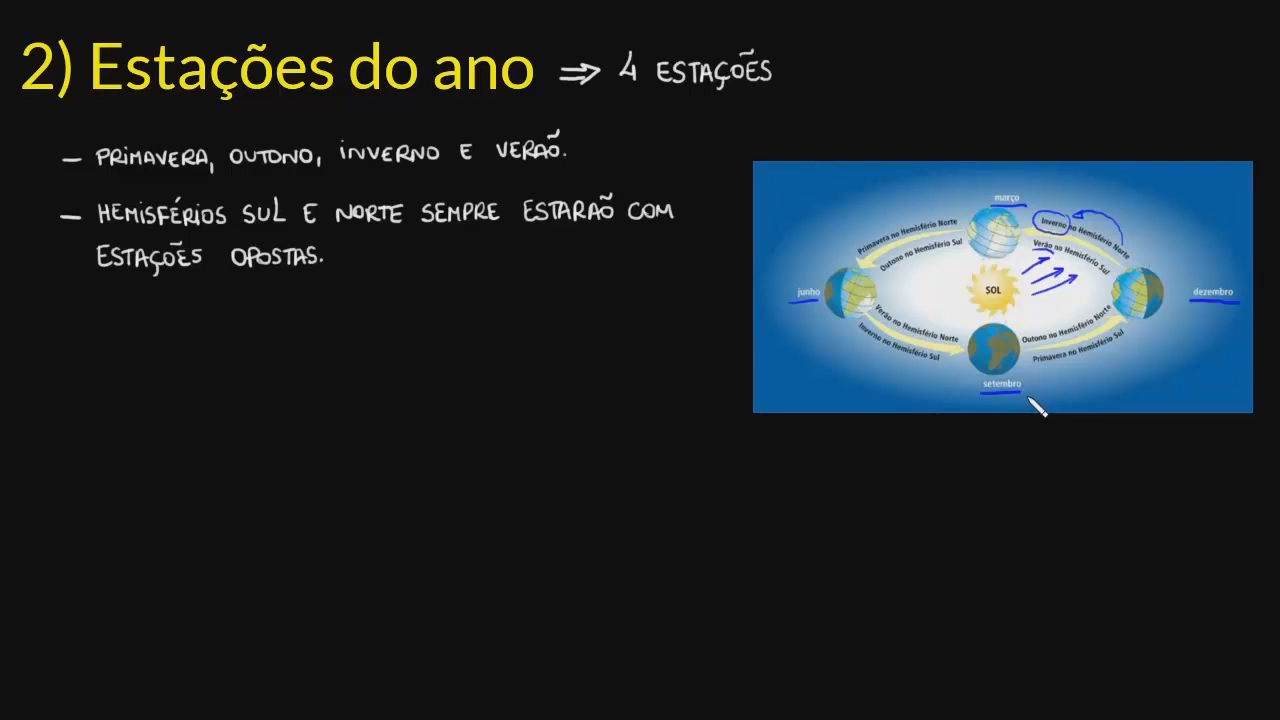 2) Estações do ano ⇒ 4 ESTAÇÕES
– PRIMAVERA, OUTONO, INVERNO E VERÃO.
– HEMISFÉRIOS SUL E NORTE SEMPRE ESTARÃO COM
ESTAÇÕES OPOSTAS.
março
Primavera no Hemisfério Norte
Outono no Hemisfério Sul
Inverno no Hemisfério Norte
Verão no Hemisfério Sul
junho
SOL
dezembro
Verão no Hemisfério Norte
Inverno no Hemisfério Sul
Outono no Hemisfério Norte
Primavera no Hemisfério Sul
setembro